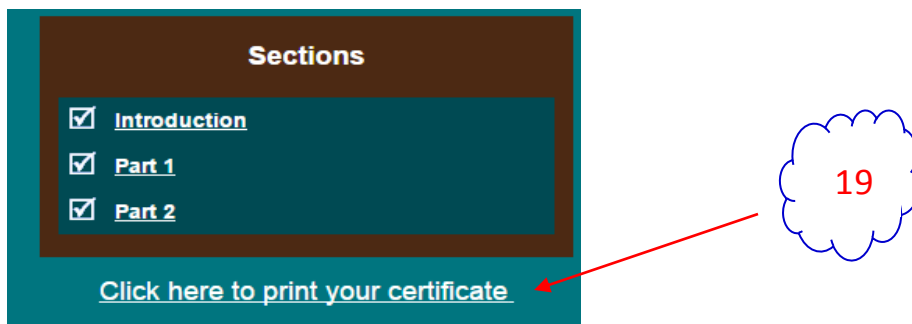 Sections
Introduction
Part 1
Part 2
19
Click here to print your certificate